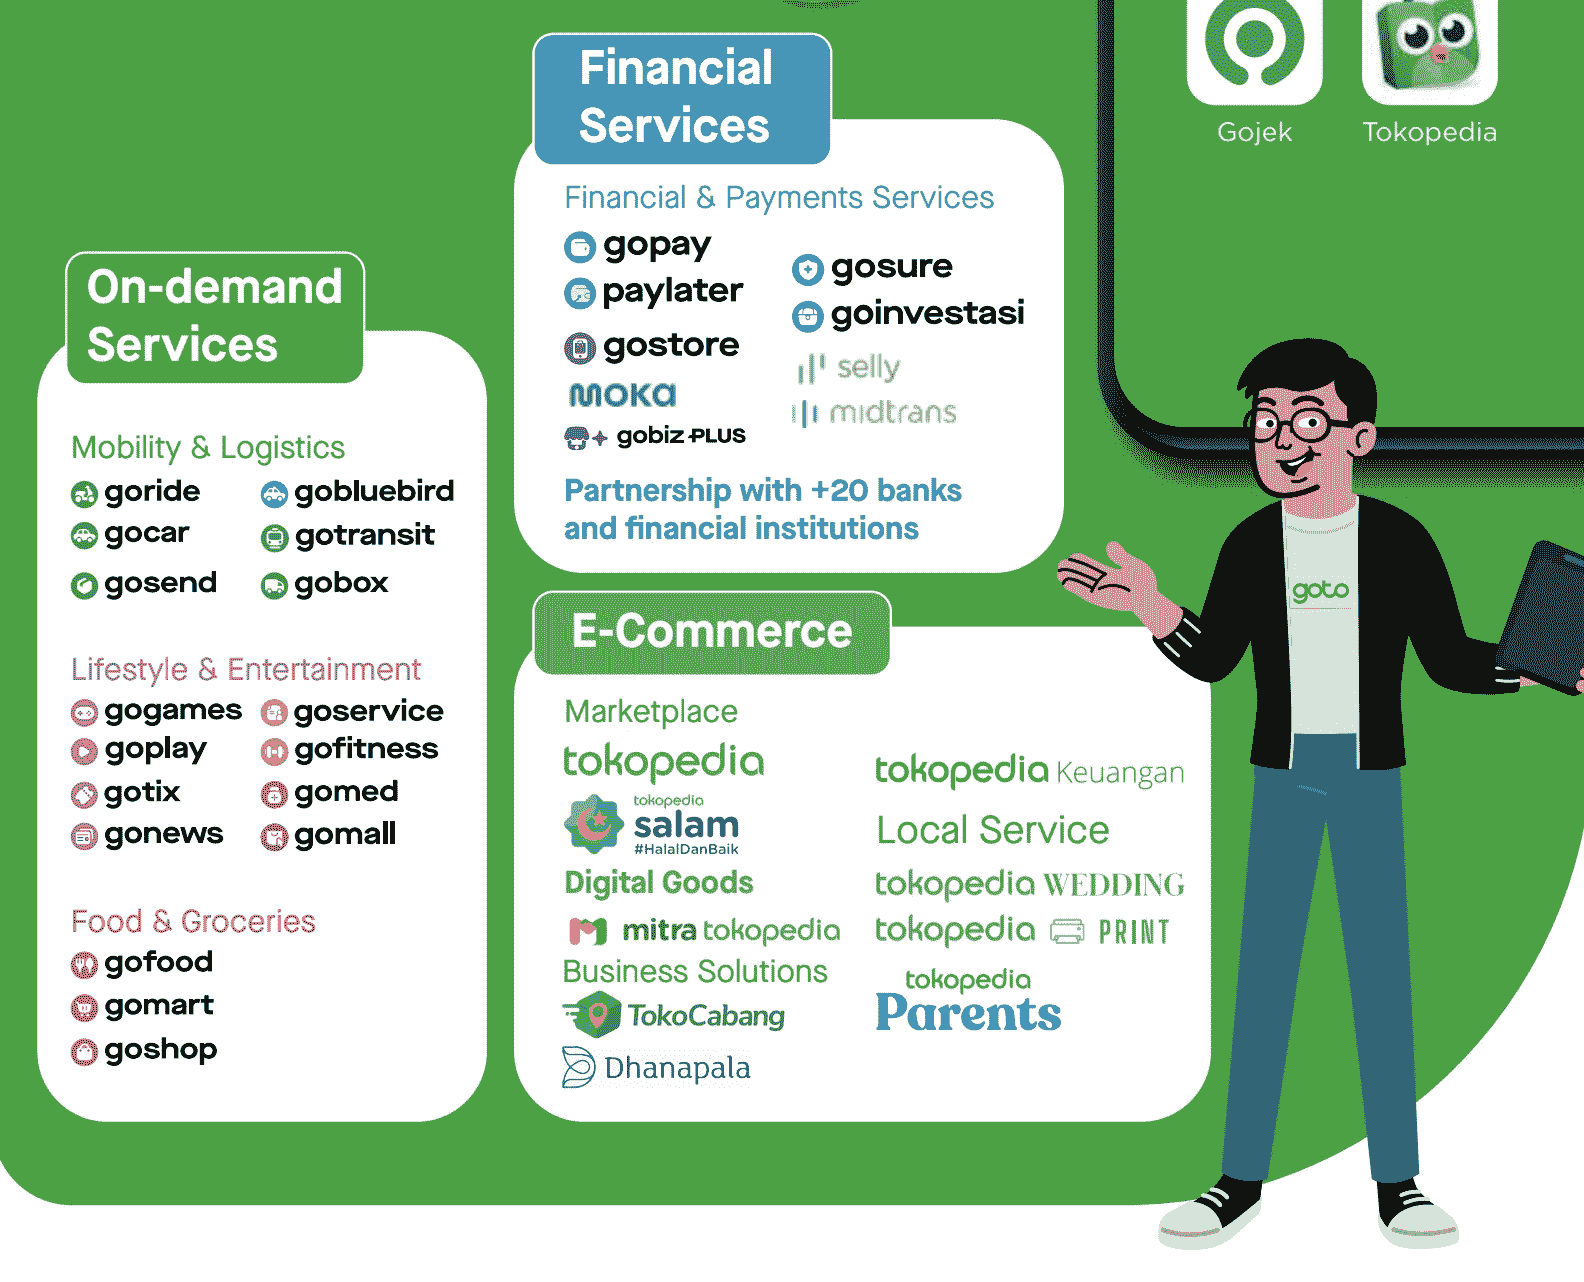 Gojek
Tokopedia
Financial
Services
Financial & Payments Services
gopay
paylater
gostore
MOKA
gobiz PLUS
gosure
goinvestasi
selly
midtrans
Partnership with +20 banks
and financial institutions
On-demand
Services
Mobility & Logistics
goride
gobluebird
gocar
gotransit
gosend
gobox
Lifestyle & Entertainment
gogames
goservice
goplay
gofitness
gotix
gomed
gonews
gomall
Food & Groceries
gofood
gomart
goshop
E-Commerce
Marketplace
tokopedia
tokopedia
salam
#HalalDanBaik
Digital Goods
mitra tokopedia
Business Solutions
TokoCabang
Dhanapala
tokopedia Keuangan
Local Service
tokopedia WEDDING
tokopedia PRINT
tokopedia
Parents
goto